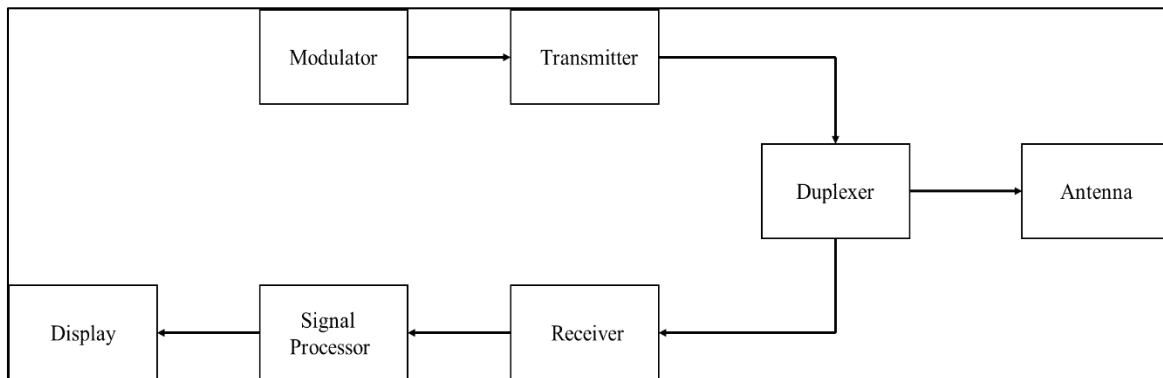 Modulator
Transmitter
Duplexer
Antenna
Display
Signal
Processor
Receiver